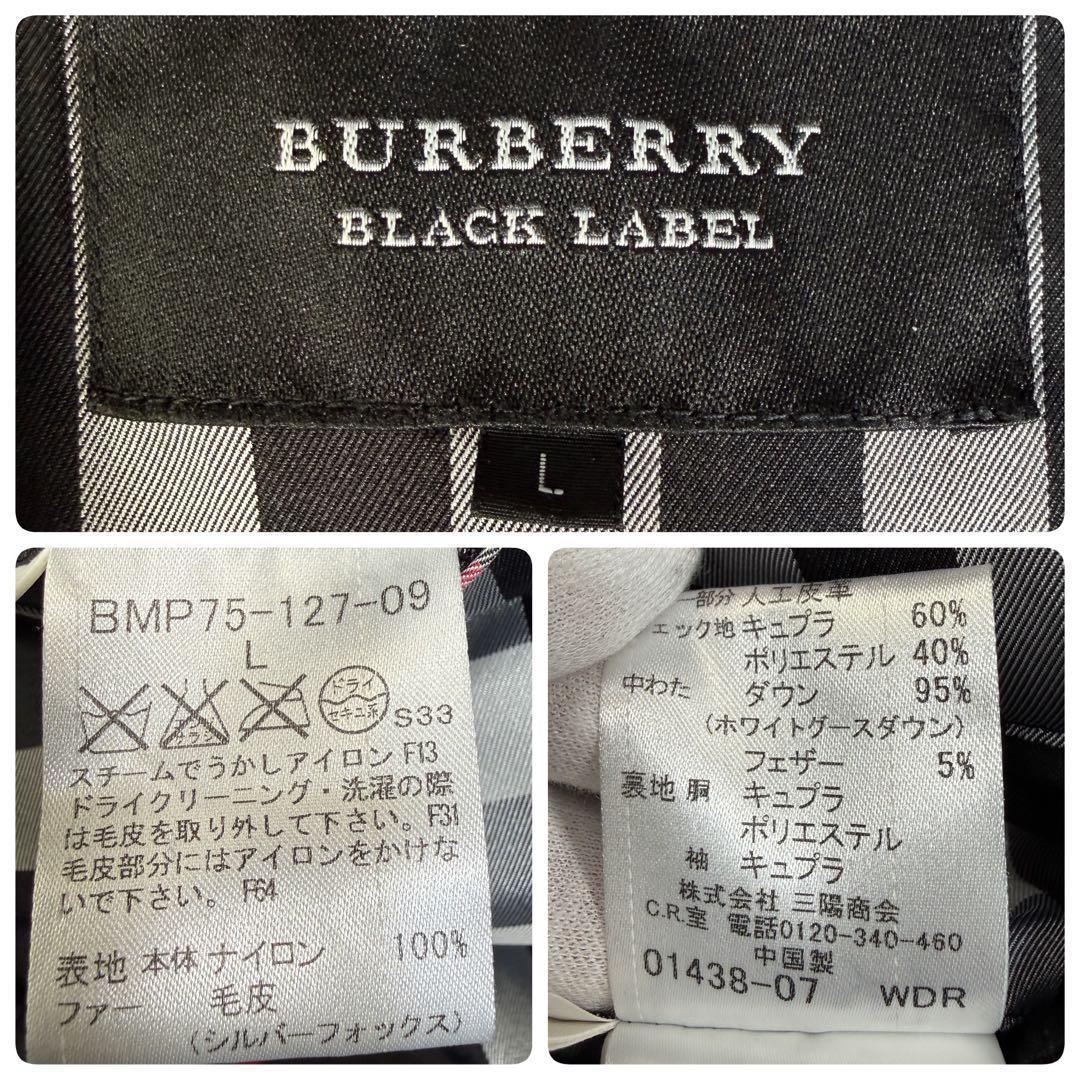 BURBERRY
BLACK LABEL
L
BMP75-127-09
L
ドライ
セキユ系
S33
スチームでうかしアイロン F13
ドライクリーニング・洗濯の際
は毛皮を取り外して下さい。F31
毛皮部分にはアイロンをかけな
いで下さい。 F64
表地 本体 ナイロン 100%
ファー 毛皮
(シルバーフォックス)
部分 人工皮革
ェック地 キュプラ 60%
ポリエステル 40%
中わた ダウン 95%
(ホワイトグースダウン)
フェザー 5%
裏地 胴 キュプラ
ポリエステル
袖 キュプラ
株式会社 三陽商会
C.R.室 電話0120-340-460
中国製
01438-07 WDR